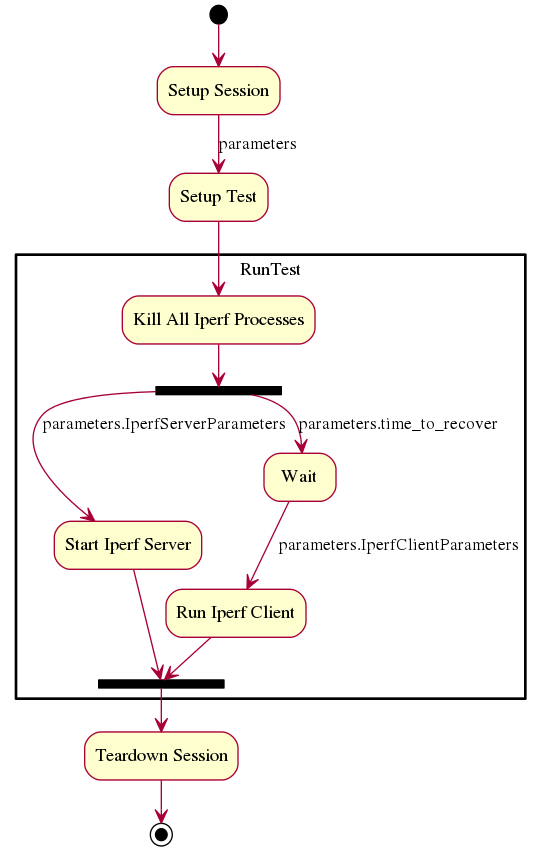 Setup Session
parameters
Setup Test
RunTest
Kill All Iperf Processes
parameters.IperfServerParameters
parameters.time_to_recover
Wait
Start Iperf Server
parameters.IperfClientParameters
Run Iperf Client
Teardown Session